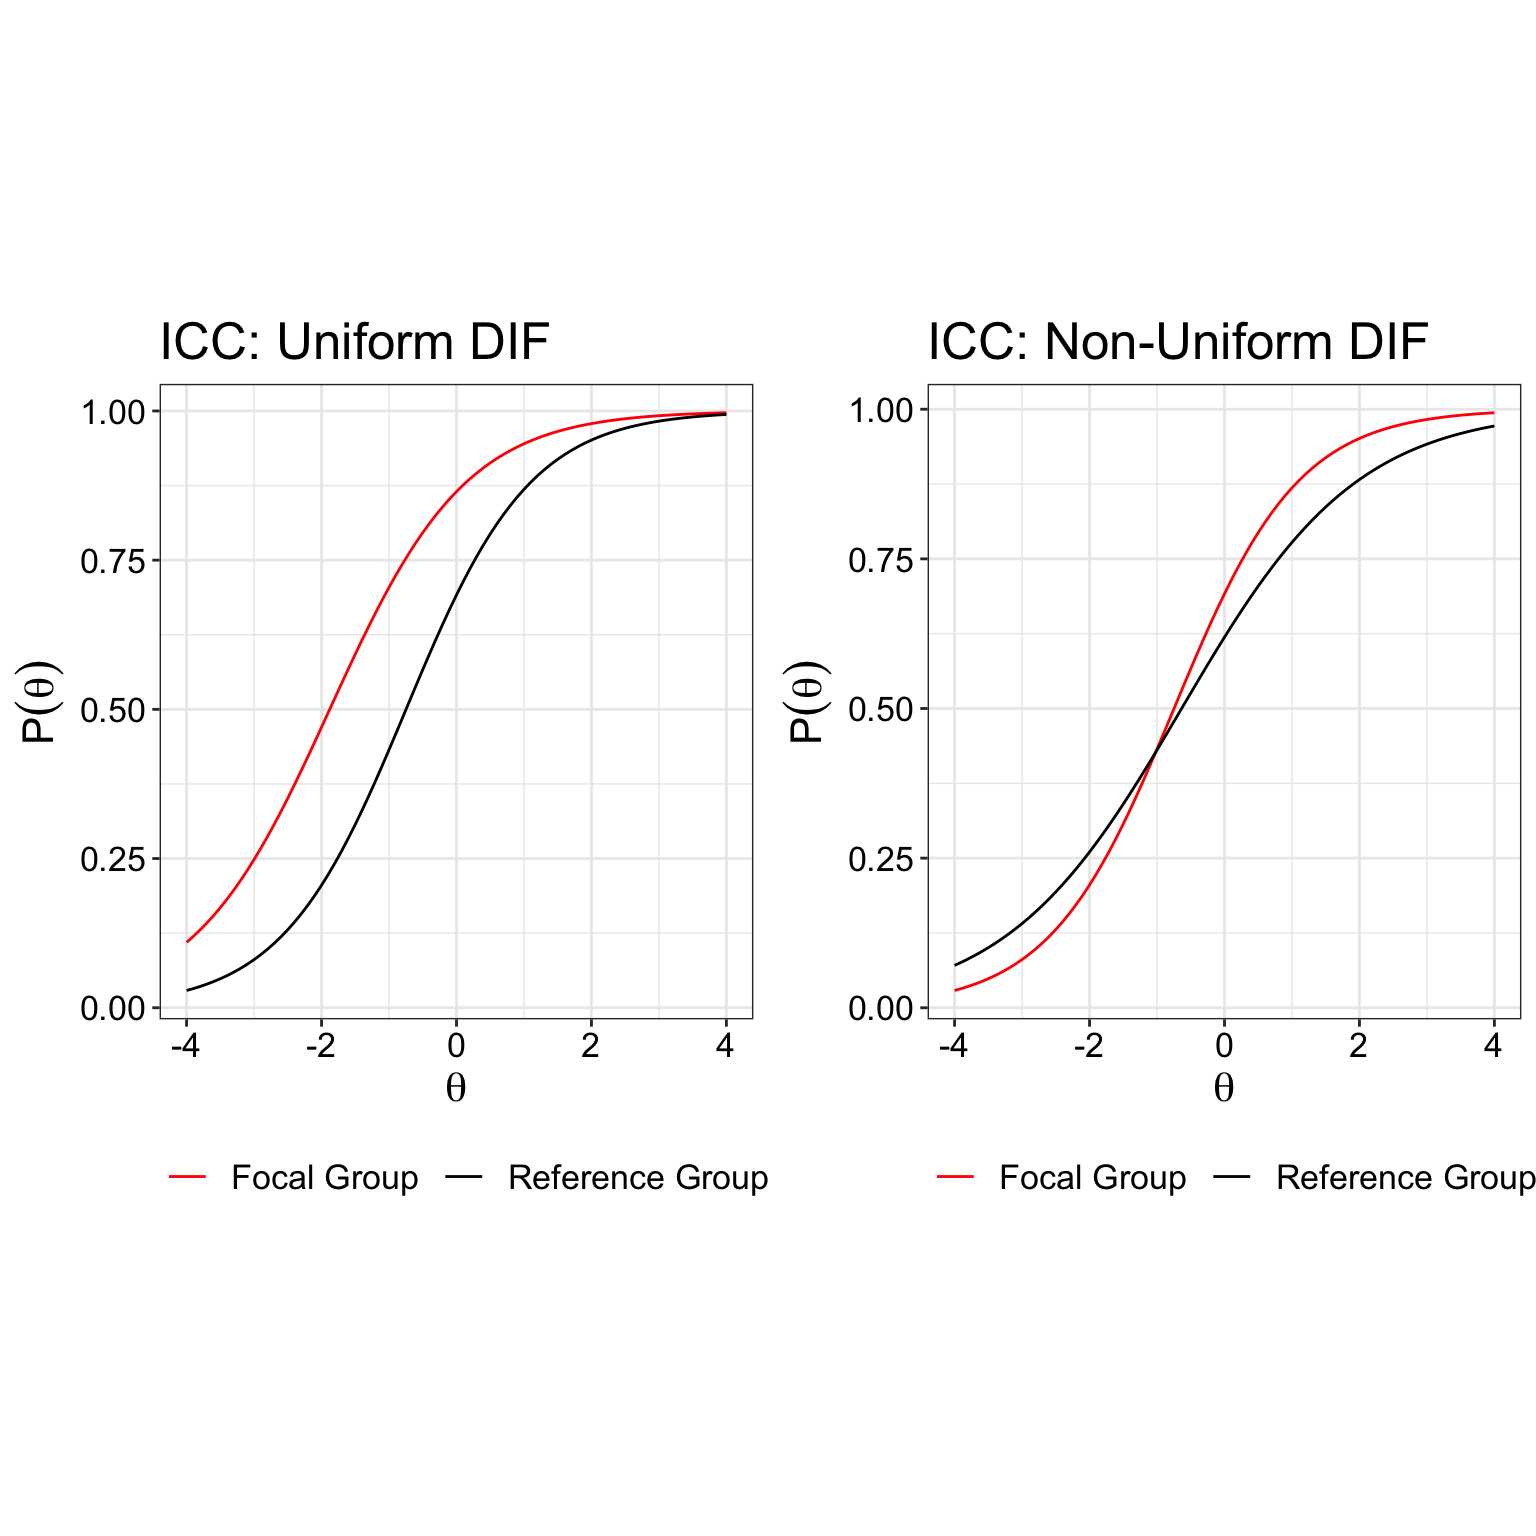 ICC: Uniform DIF
P(θ)
1.00
0.75
0.50
0.25
0.00
-4 -2 0 2 4
θ
Focal Group Reference Group
ICC: Non-Uniform DIF
P(θ)
1.00
0.75
0.50
0.25
0.00
-4 -2 0 2 4
θ
Focal Group Reference Group